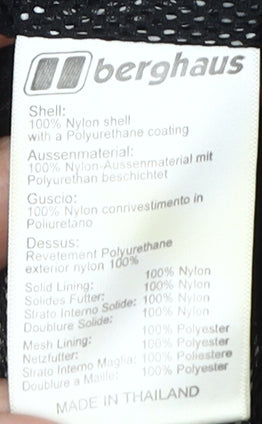 berghaus
Shell:
100% Nylon shell
with a Polyurethane coating
Aussenmaterial:
100% Nylon-Aussenmaterial mit
Polyurethan beschichtet
Guscio:
100% Nylon conrivestimento in
Poliuretano
Dessus:
Revetement Polyurethane
exterior nylon 100%
Solid Lining: 100% Nylon
Solides Futter: 100% Nylon
Strato Interno Solide: 100% Nylon
Doublure Solide: 100% Nylon
Mesh Lining: 100% Polyester
Netzfutter: 100% Polyester
Strato Interno Maglia: 100% Poliestere
Doublure a Maille: 100% Polyester
MADE IN THAILAND